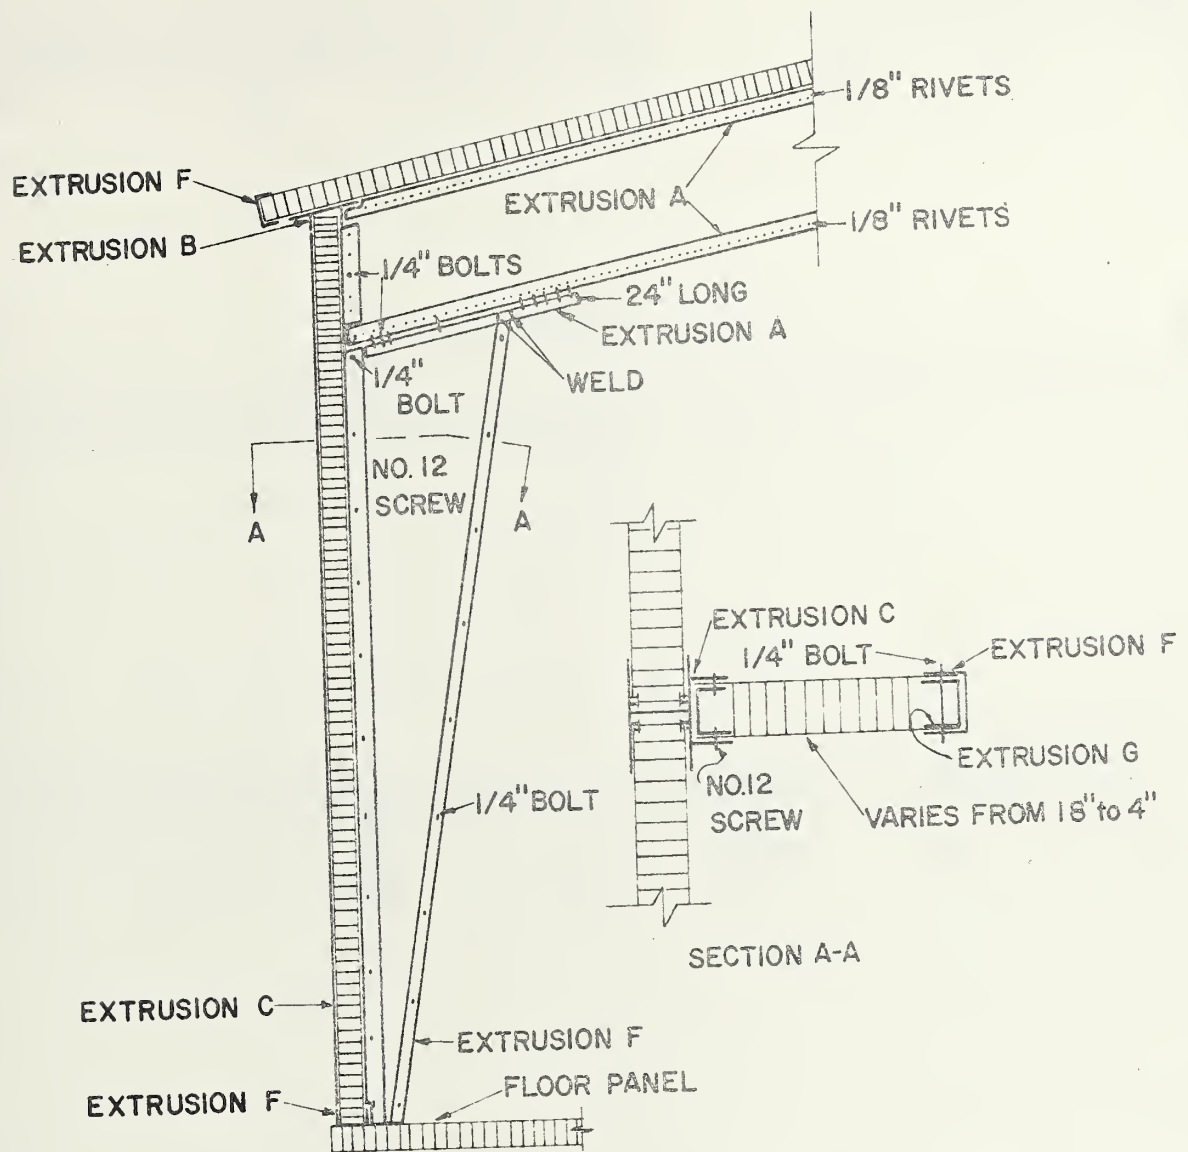 1/8" RIVETS
EXTRUSION F
EXTRUSION A
1/8" RIVETS
EXTRUSION B
1/4" BOLTS
24" LONG
EXTRUSION A
1/4"
BOLT
WELD
NO. 12
SCREW
A
A
EXTRUSION C
1/4" BOLT
EXTRUSION F
EXTRUSION G
NO.12
SCREW
VARIES FROM 18" to 4"
1/4" BOLT
SECTION A-A
EXTRUSION C
EXTRUSION F
FLOOR PANEL
EXTRUSION F